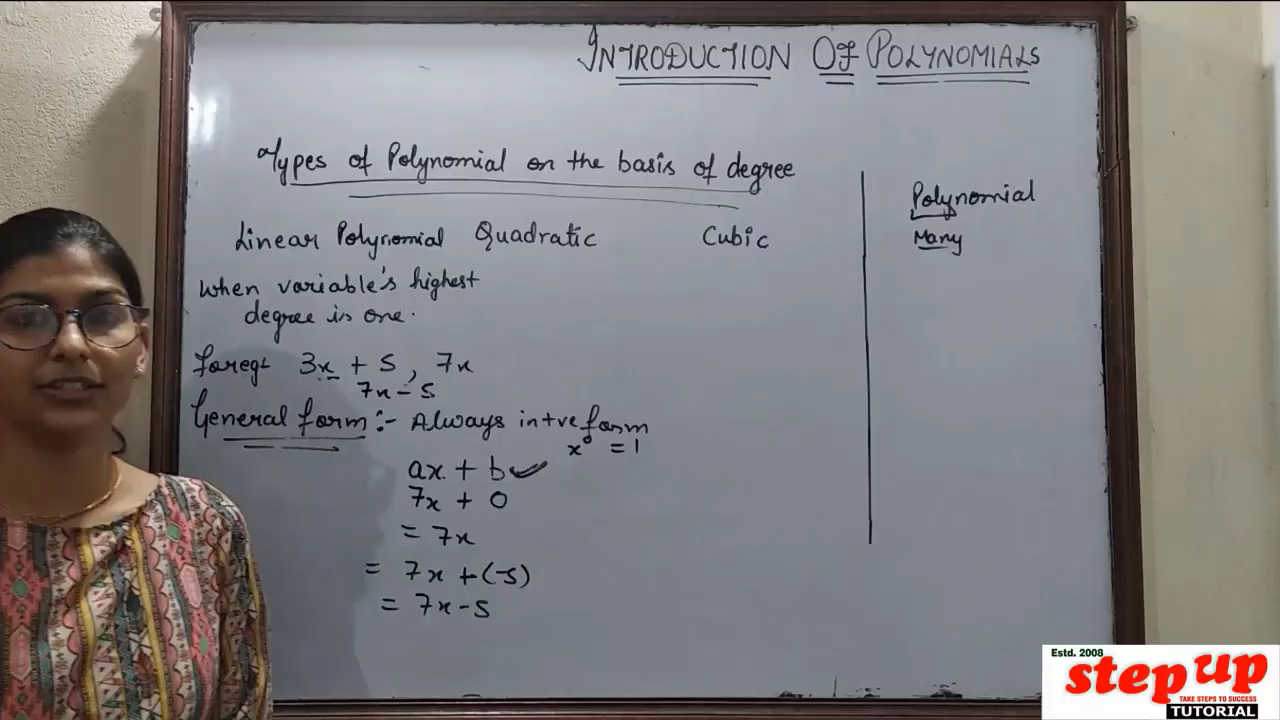 INTRODUCTION OF POLYNOMIALS
Types of Polynomial on the basis of degree
Linear Polynomial Quadratic Cubic
when variable's highest
degree is one.
foreg:- 3x + 5, 7x
7x - 5
General form :- Always in +ve form
x⁰ = 1
ax + b
7x + 0
= 7x
= 7x + (-5)
= 7x - 5
Polynomial
Many
Estd. 2008
step up
TAKE STEPS TO SUCCESS
TUTORIAL